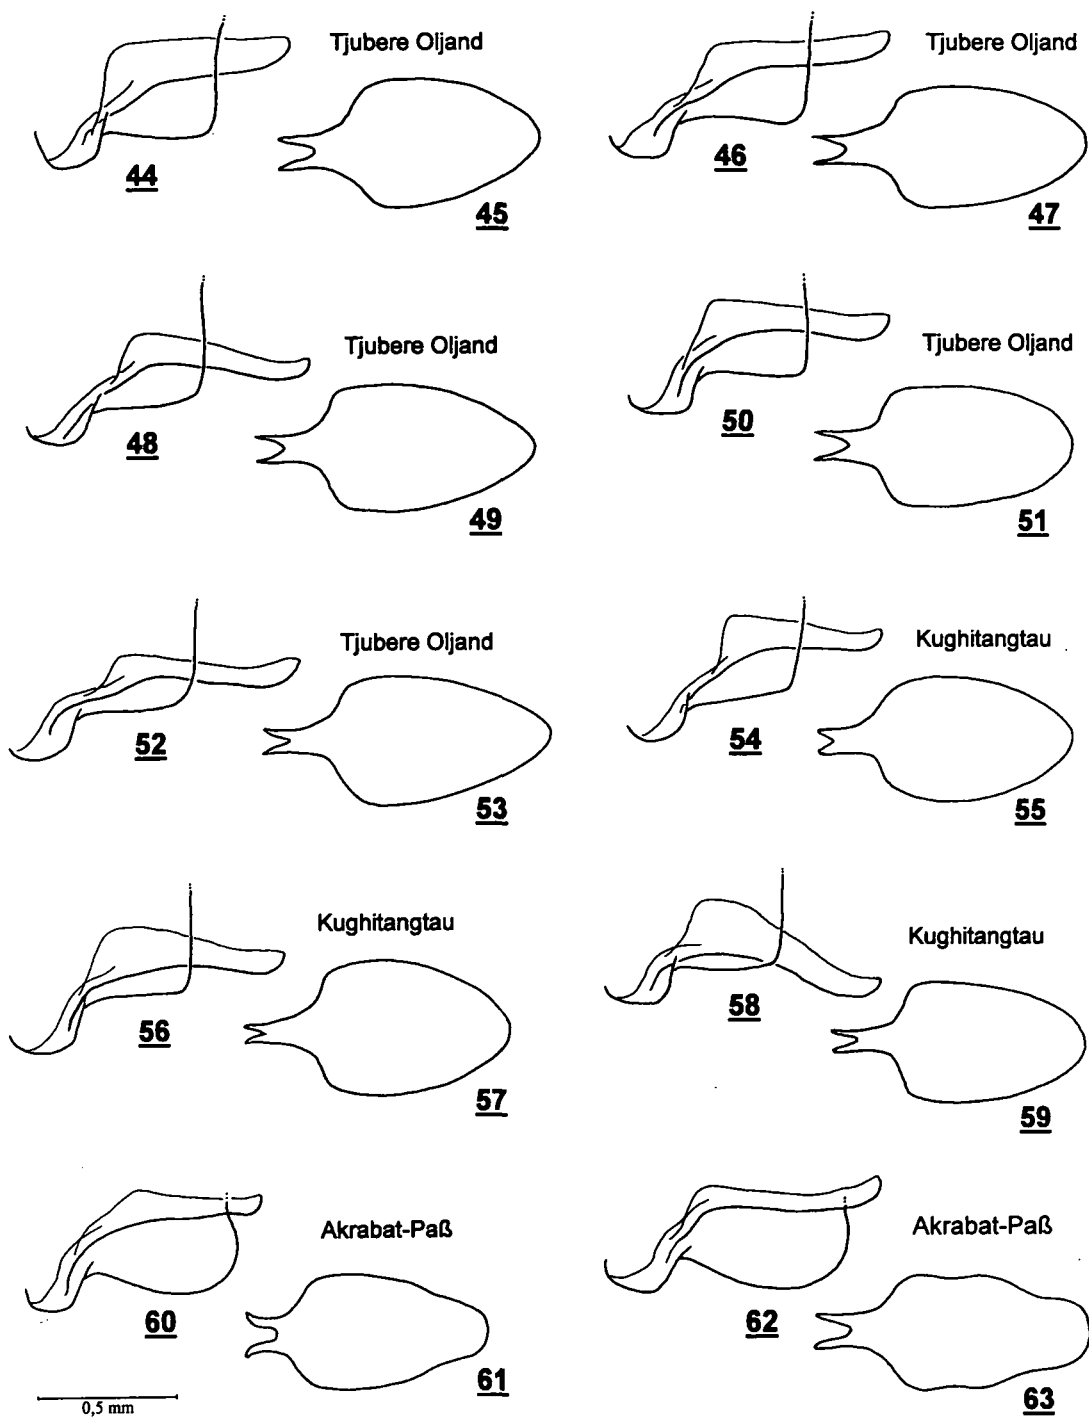 Tjubere Oljand
44
45
Tjubere Oljand
46
47
Tjubere Oljand
48
49
Tjubere Oljand
50
51
Tjubere Oljand
52
53
Kughitangtau
54
55
Kughitangtau
56
57
Kughitangtau
58
59
Akrabat-Paß
60
61
Akrabat-Paß
62
63
0,5 mm